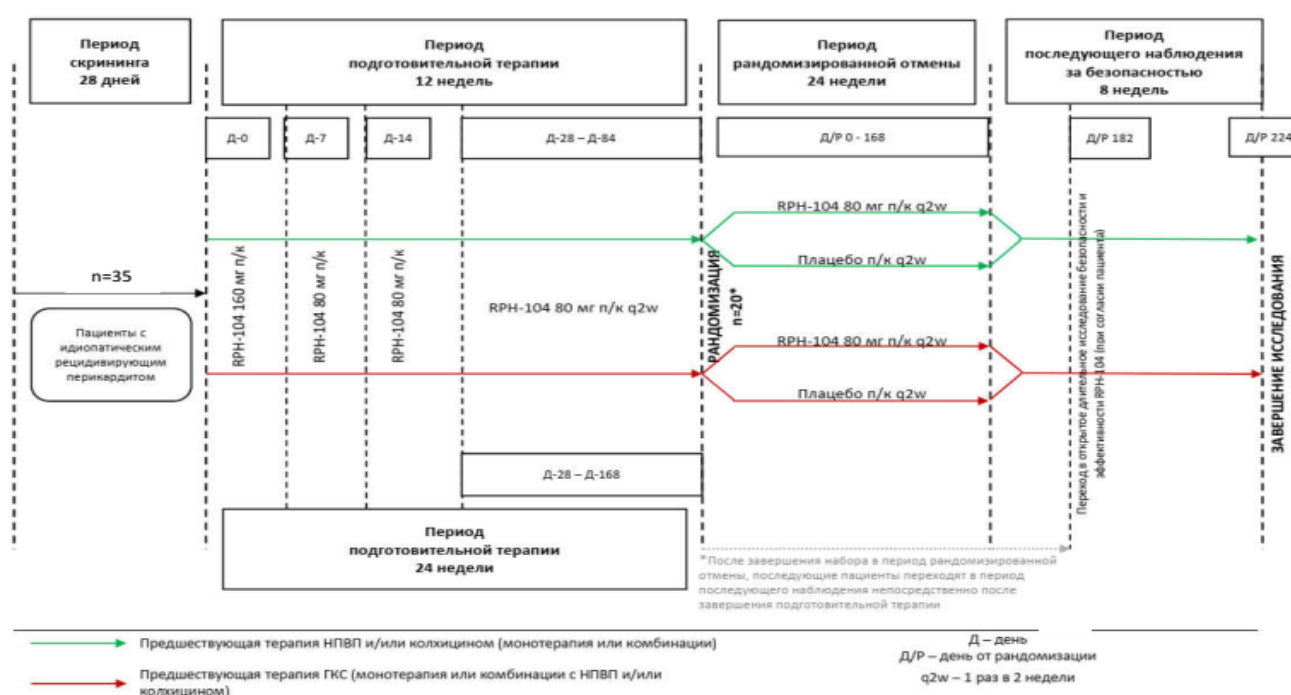 Период
скрининга
28 дней
Период
подготовительной терапии
12 недель
Период
рандомизированной отмены
24 недели
Период
последующего наблюдения
за безопасностью
8 недель
Д-0
Д-7
Д-14
Д-28 – Д-84
Д/Р 0 - 168
Д/Р 182
Д/Р 224
n=35
Пациенты с
идиопатическим
рецидивирующим
перикардитом
RPH-104 160 мг п/к
RPH-104 80 мг п/к
RPH-104 80 мг п/к
RPH-104 80 мг п/к q2w
РАНДОМИЗАЦИЯ
n=20*
RPH-104 80 мг п/к q2w
Плацебо п/к q2w
RPH-104 80 мг п/к q2w
Плацебо п/к q2w
Переход в открытое длительное исследование безопасности и
эффективности RPH-104 (при согласии пациента)
ЗАВЕРШЕНИЕ ИССЛЕДОВАНИЯ
Д-28 – Д-168
Период
подготовительной терапии
24 недели
* После завершения набора в период рандомизированной
отмены, последующие пациенты переходят в период
последующего наблюдения непосредственно после
завершения подготовительной терапии
Предшествующая терапия НПВП и/или колхицином (монотерапия или комбинации)
Предшествующая терапия ГКС (монотерапия или комбинации с НПВП и/или
колхицином)
Д – день
Д/Р – день от рандомизации
q2w – 1 раз в 2 недели